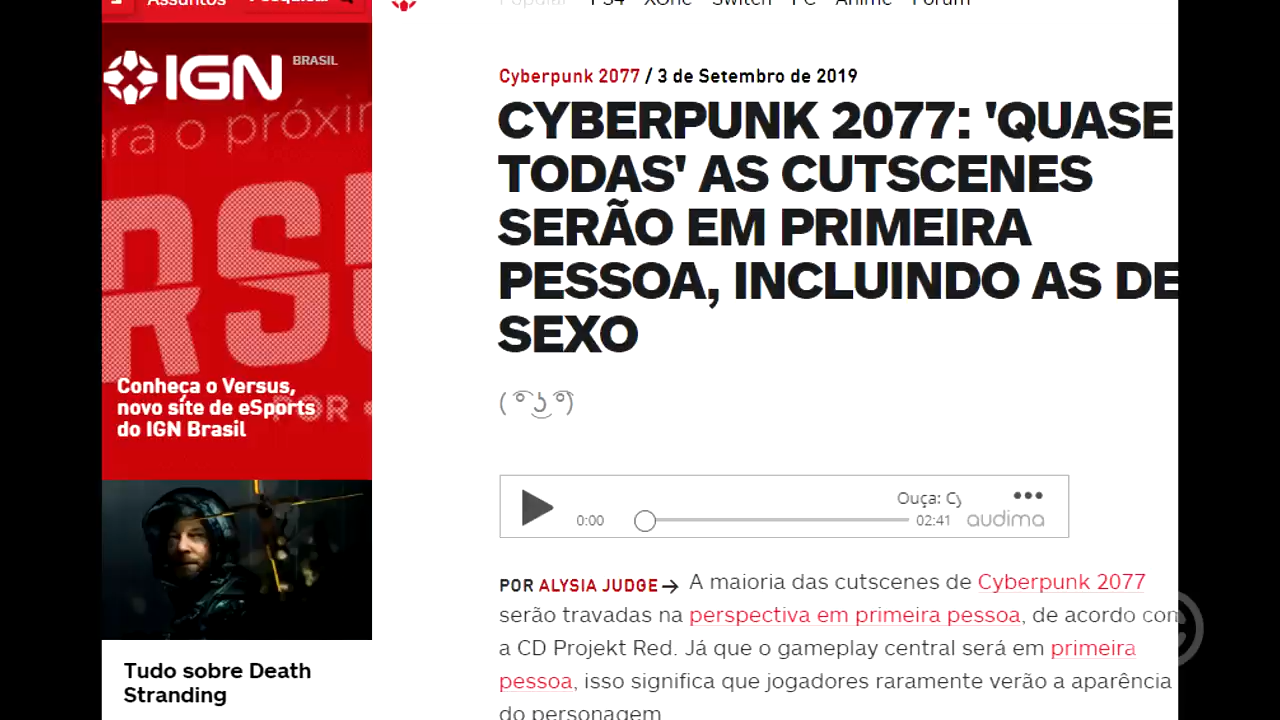 Assuntos
Popular PS4 XOne Switch PC Anime Fórum
IGN BRASIL
ara o próxim
Conheça o Versus,
novo site de eSports
do IGN Brasil
FOR
Tudo sobre Death
Stranding
Cyberpunk 2077 / 3 de Setembro de 2019
CYBERPUNK 2077: 'QUASE
TODAS' AS CUTSCENES
SERÃO EM PRIMEIRA
PESSOA, INCLUINDO AS DE
SEXO
( ͡° ͜ʖ ͡°)
Ouça: Cy
0:00 02:41 audima
POR ALYSIA JUDGE → A maioria das cutscenes de Cyberpunk 2077
serão travadas na perspectiva em primeira pessoa, de acordo com
a CD Projekt Red. Já que o gameplay central será em primeira
pessoa, isso significa que jogadores raramente verão a aparência
do personagem